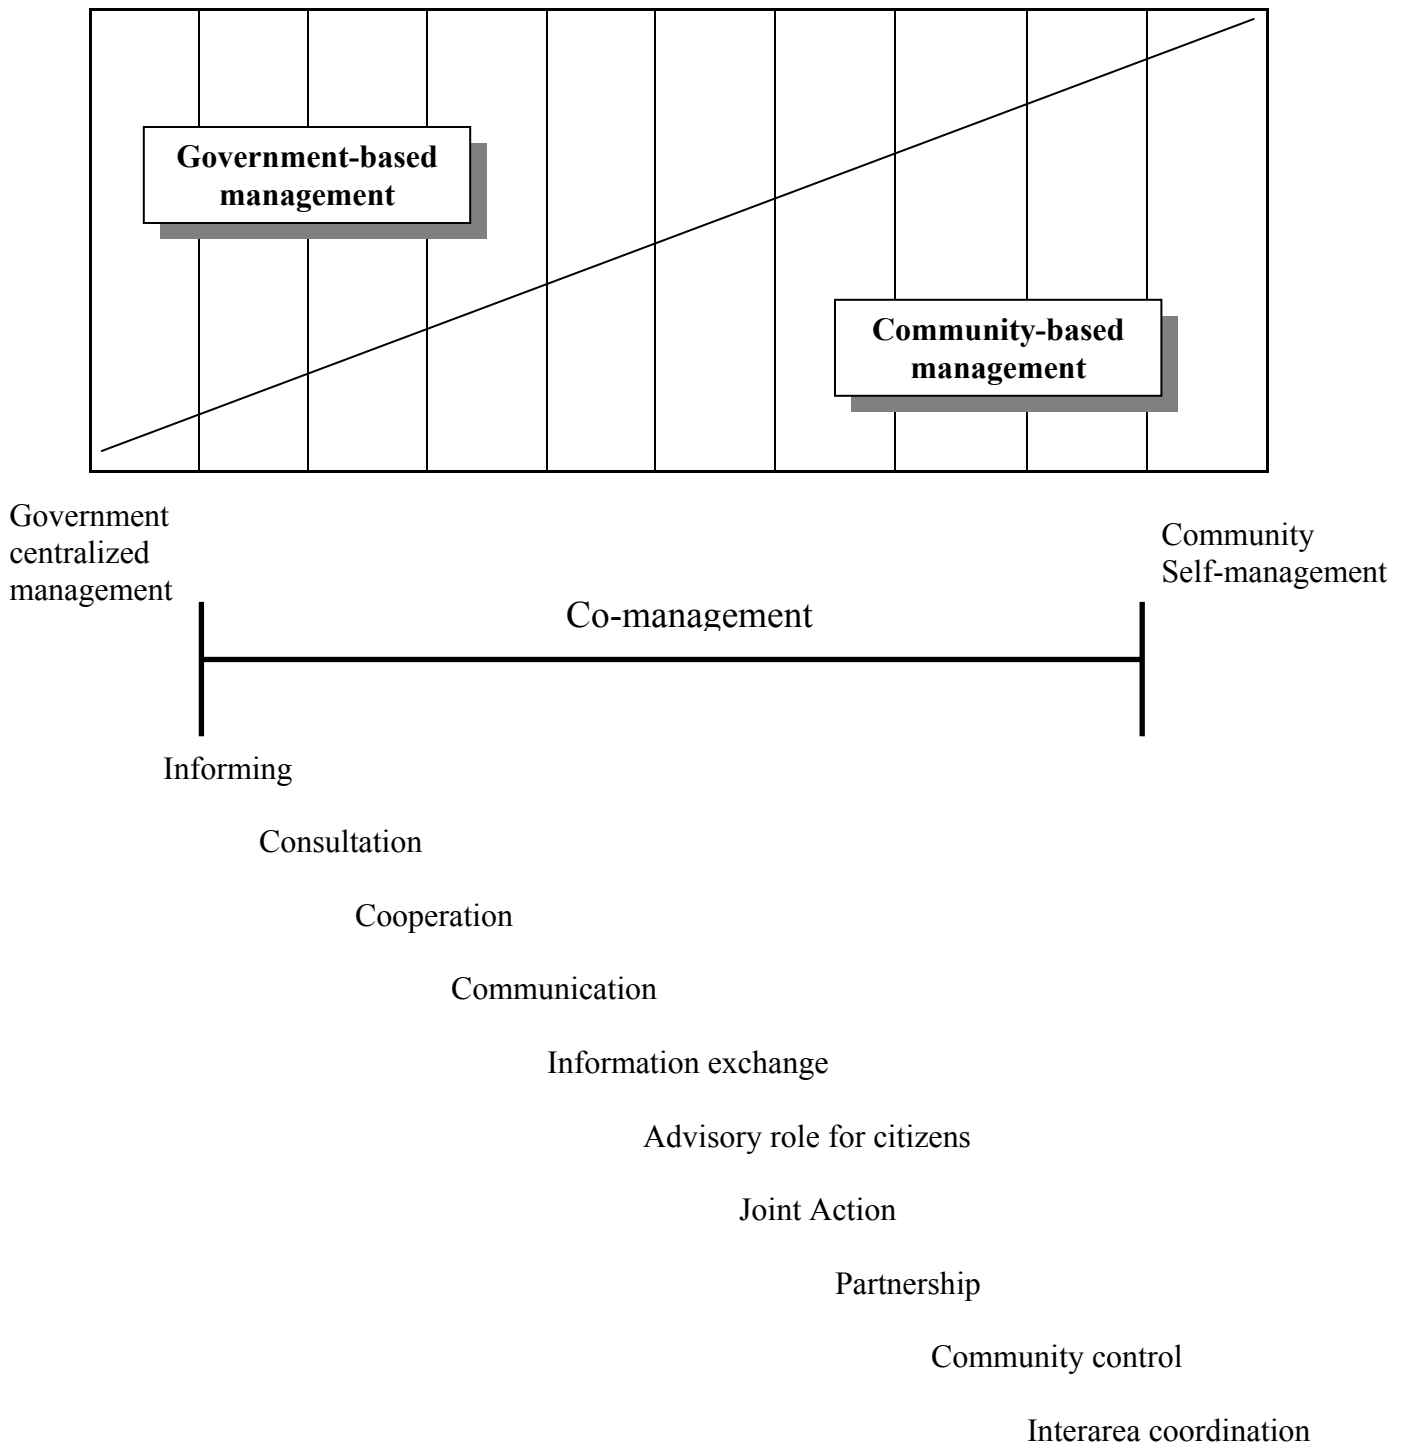 Government-based
management
Community-based
management
Government
centralized
management
Community
Self-management
Co-management
Informing
Consultation
Cooperation
Communication
Information exchange
Advisory role for citizens
Joint Action
Partnership
Community control
Interarea coordination